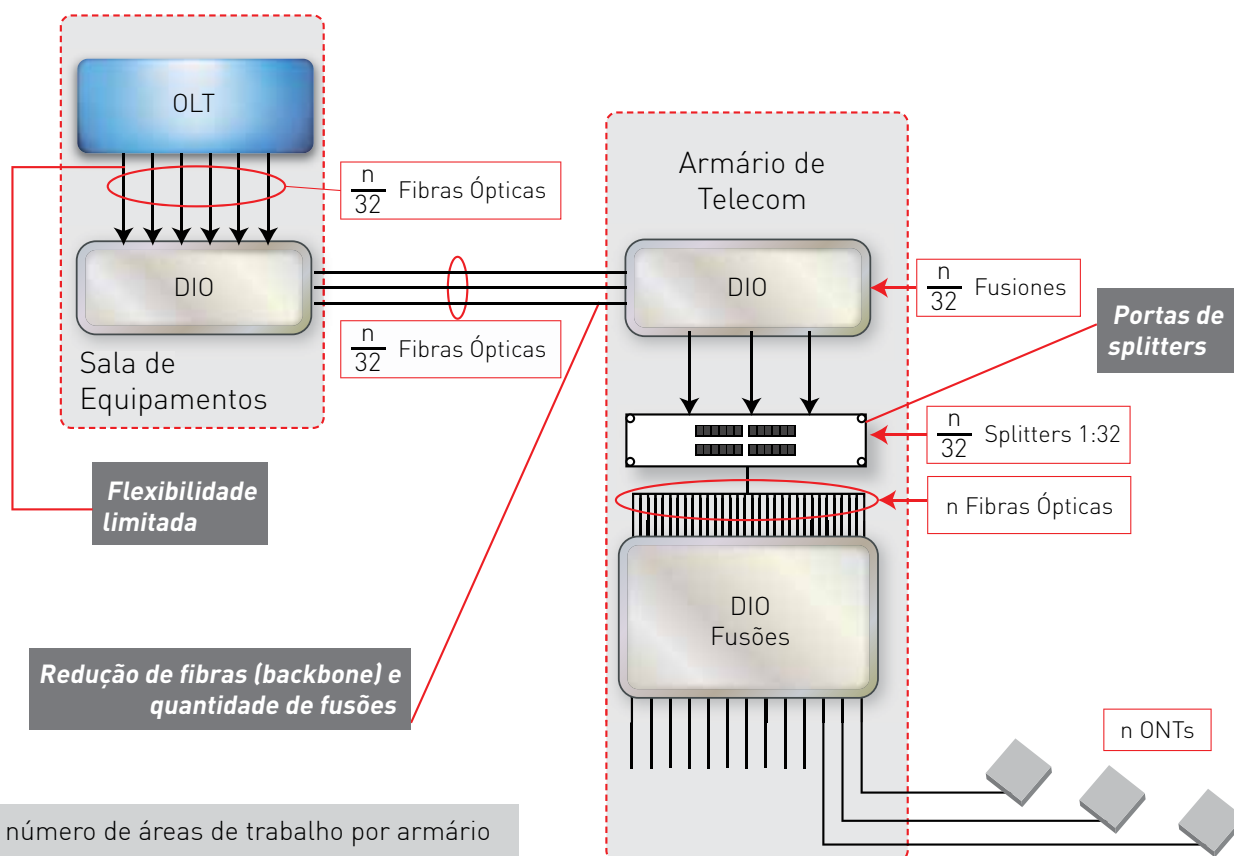 OLT
n
32
Fibras Ópticas
DIO
n
32
Fibras Ópticas
Sala de
Equipamentos
Armário de
Telecom
DIO
n
32
Fusiones
Portas de
splitters
n
32
Splitters 1:32
n Fibras Ópticas
Flexibilidade
limitada
DIO
Fusões
Redução de fibras (backbone) e
quantidade de fusões
n ONTs
número de áreas de trabalho por armário